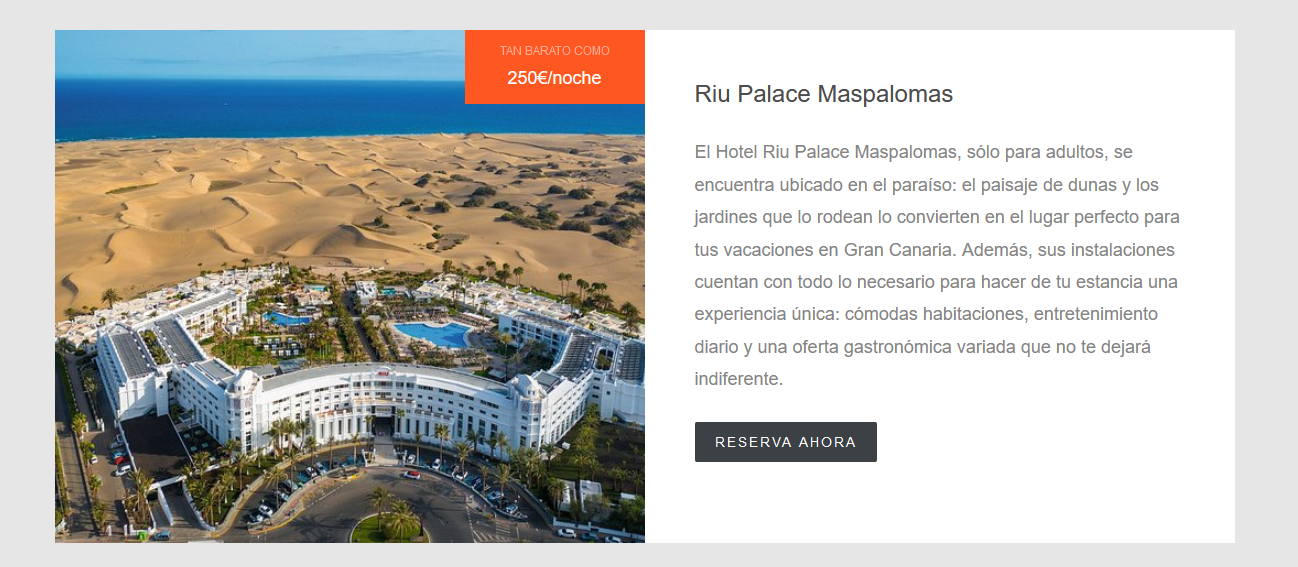 TAN BARATO COMO
250€/noche
Riu Palace Maspalomas
El Hotel Riu Palace Maspalomas, sólo para adultos, se
encuentra ubicado en el paraíso: el paisaje de dunas y los
jardines que lo rodean lo convierten en el lugar perfecto para
tus vacaciones en Gran Canaria. Además, sus instalaciones
cuentan con todo lo necesario para hacer de tu estancia una
experiencia única: cómodas habitaciones, entretenimiento
diario y una oferta gastronómica variada que no te dejará
indiferente.
RESERVA AHORA